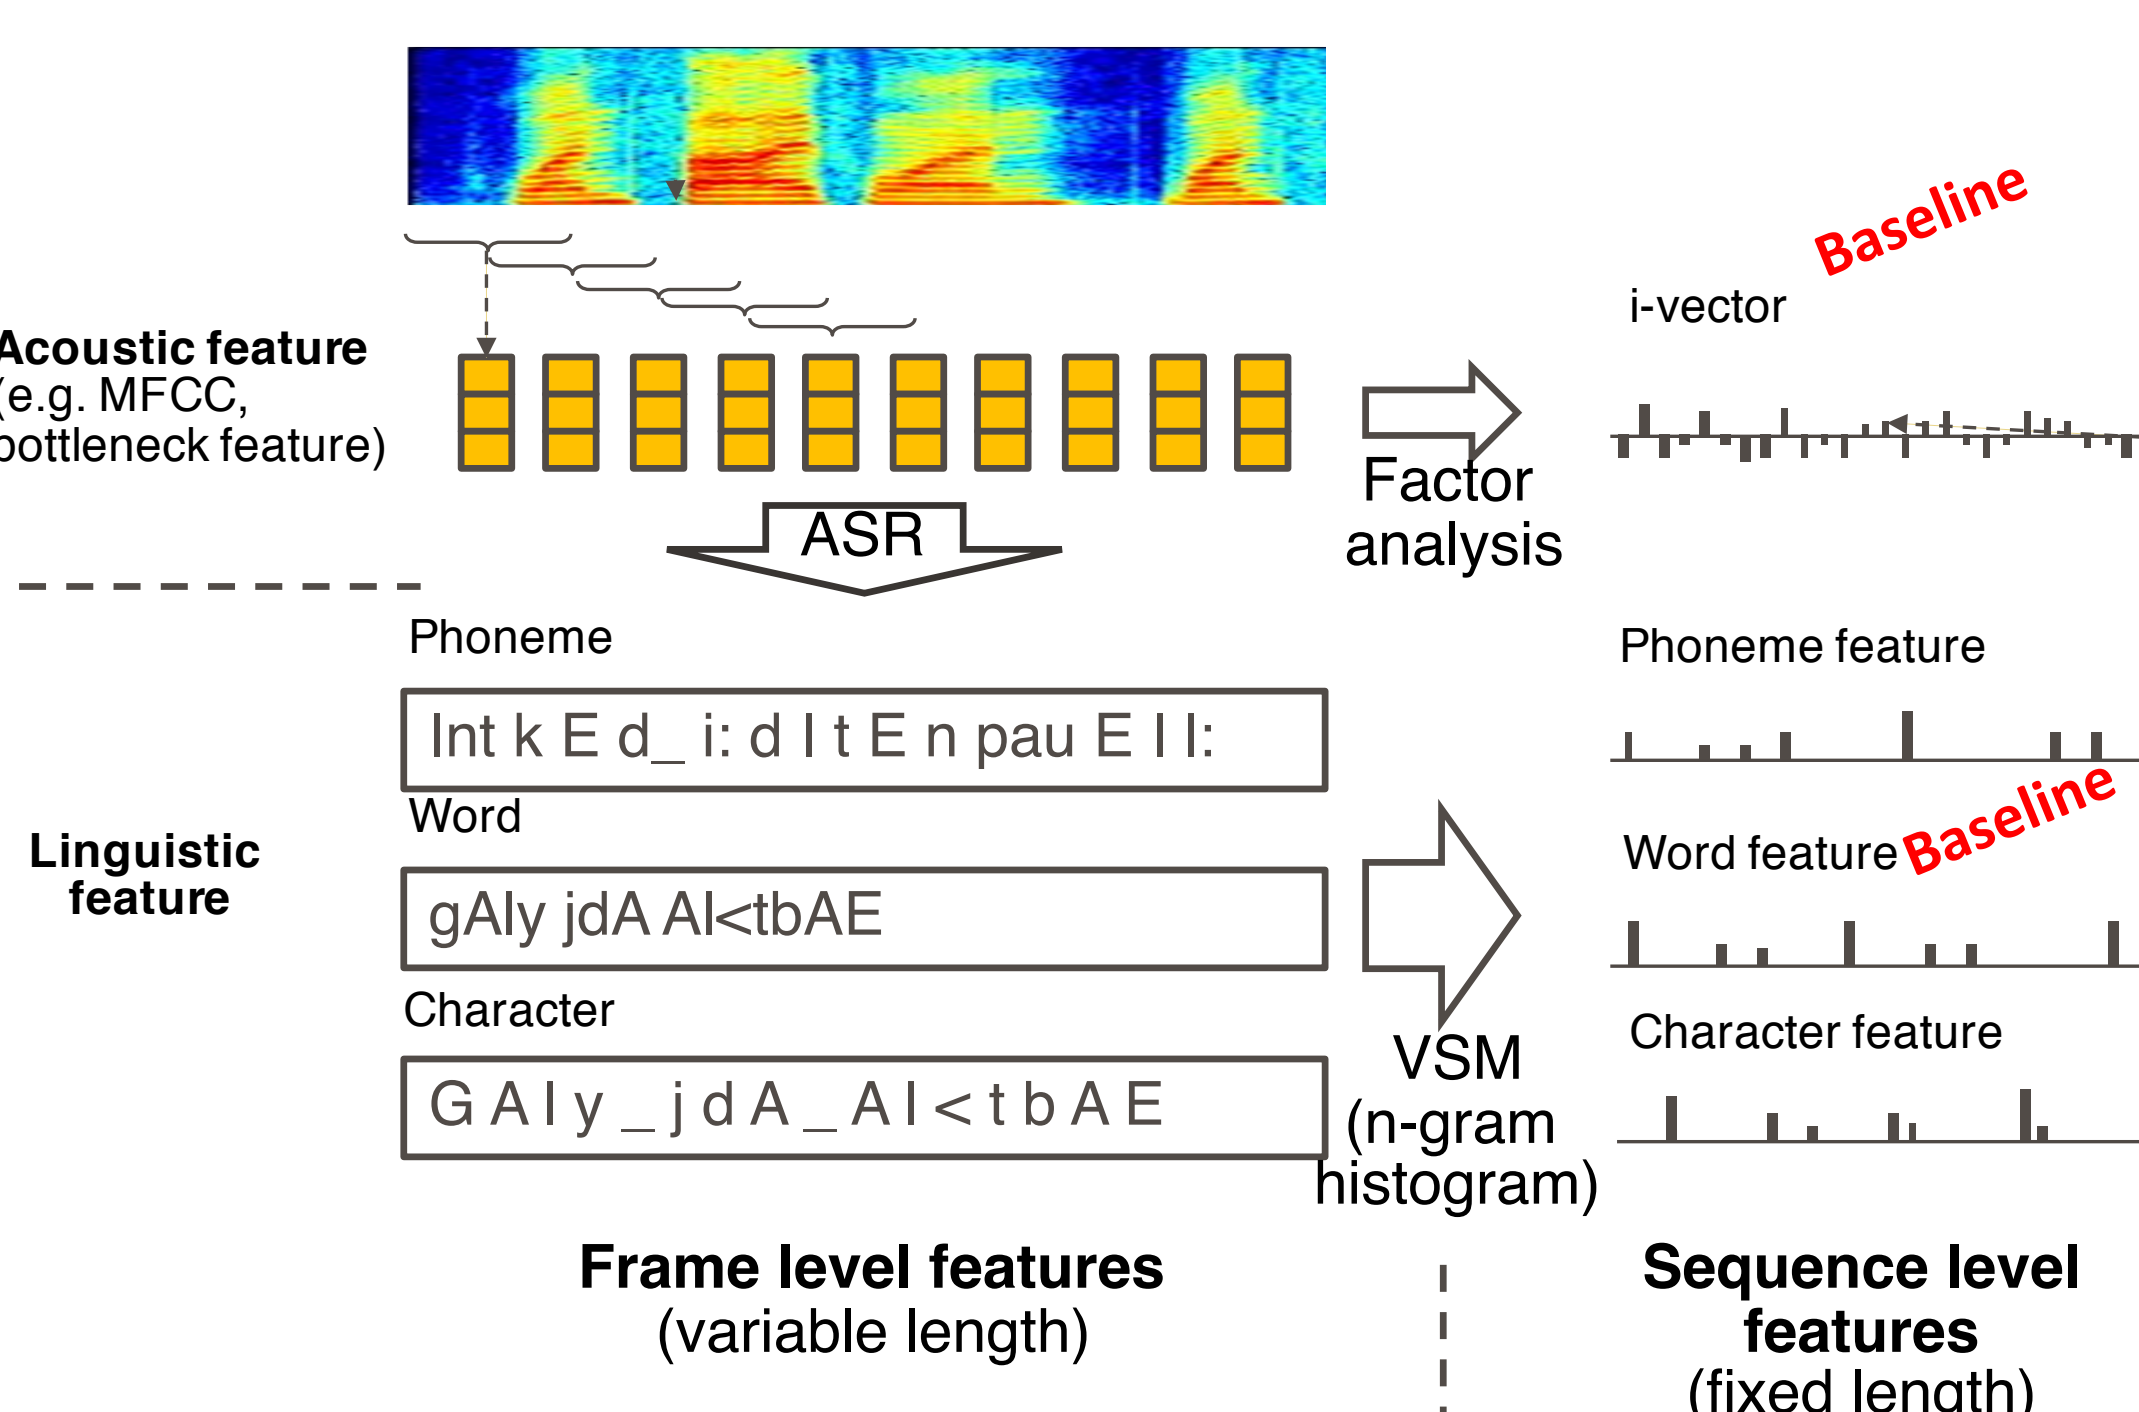 Baseline
i-vector
Acoustic feature
(e.g. MFCC,
bottleneck feature)
Factor
analysis
ASR
Phoneme
Int k E d_ i: d I t E n pau E l I:
Phoneme feature
Word
gAly jdA Al<tbAE
Linguistic
feature
Word feature
Baseline
Character
G A l y _ j d A _ A l < t b A E
Character feature
VSM
(n-gram
histogram)
Frame level features
(variable length)
Sequence level
features
(fixed length)